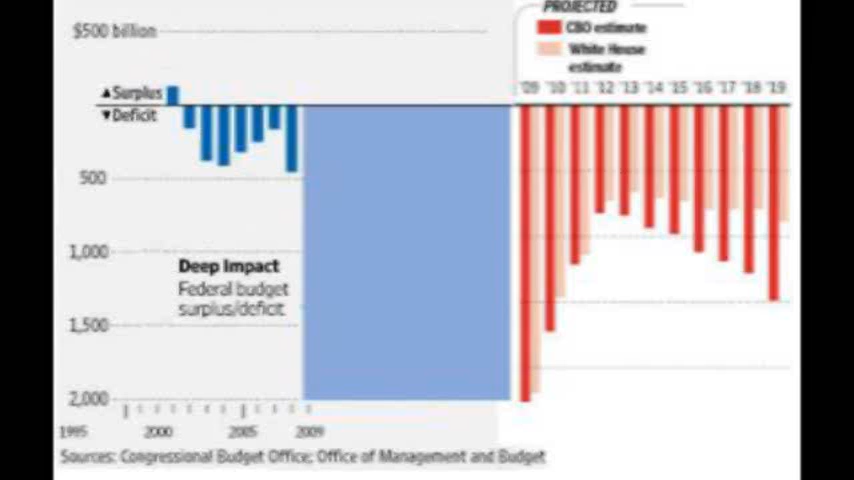 PROJECTED
$500 billion
CBO estimate
White House
estimate
▲Surplus
'09 '10 '11 '12 '13 '14 '15 '16 '17 '18 '19
▼Deficit
500
1,000
Deep Impact
Federal budget
surplus/deficit
1,500
2,000
1995 2000 2005 2009
Sources: Congressional Budget Office; Office of Management and Budget